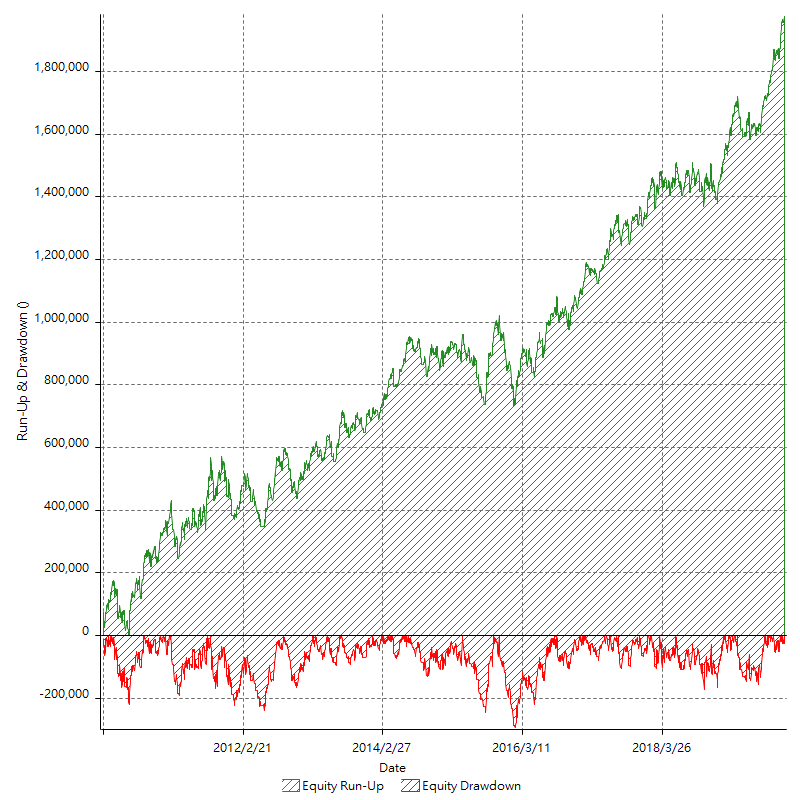 1,800,000
1,600,000
1,400,000
1,200,000
1,000,000
800,000
600,000
400,000
200,000
0
-200,000
Run-Up & Drawdown ()
2012/2/21 2014/2/27 2016/3/11 2018/3/26
Date
Equity Run-Up Equity Drawdown